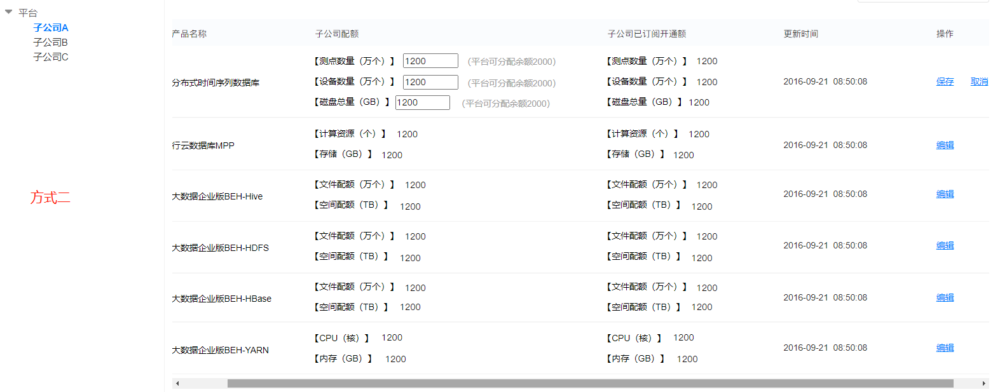 平台
子公司A
子公司B
子公司C
方式二
产品名称 子公司配额 子公司已订阅开通额 更新时间 操作
【测点数量（万个）】 1200 （平台可分配余额2000） 【测点数量（万个）】 1200
分布式时间序列数据库 【设备数量（万个）】 1200 （平台可分配余额2000） 【设备数量（万个）】 1200 2016-09-21 08:50:08 保存 取消
【磁盘总量（GB）】 1200 （平台可分配余额2000） 【磁盘总量（GB）】 1200
【计算资源（个）】 1200 【计算资源（个）】 1200
行云数据库MPP 2016-09-21 08:50:08 编辑
【存储（GB）】 1200 【存储（GB）】 1200
【文件配额（万个）】 1200 【文件配额（万个）】 1200
大数据企业版BEH-Hive 2016-09-21 08:50:08 编辑
【空间配额（TB）】 1200 【空间配额（TB）】 1200
【文件配额（万个）】 1200 【文件配额（万个）】 1200
大数据企业版BEH-HDFS 2016-09-21 08:50:08 编辑
【空间配额（TB）】 1200 【空间配额（TB）】 1200
【文件配额（万个）】 1200 【文件配额（万个）】 1200
大数据企业版BEH-HBase 2016-09-21 08:50:08 编辑
【空间配额（TB）】 1200 【空间配额（TB）】 1200
【CPU（核）】 1200 【CPU（核）】 1200
大数据企业版BEH-YARN 2016-09-21 08:50:08 编辑
【内存（GB）】 1200 【内存（GB）】 1200